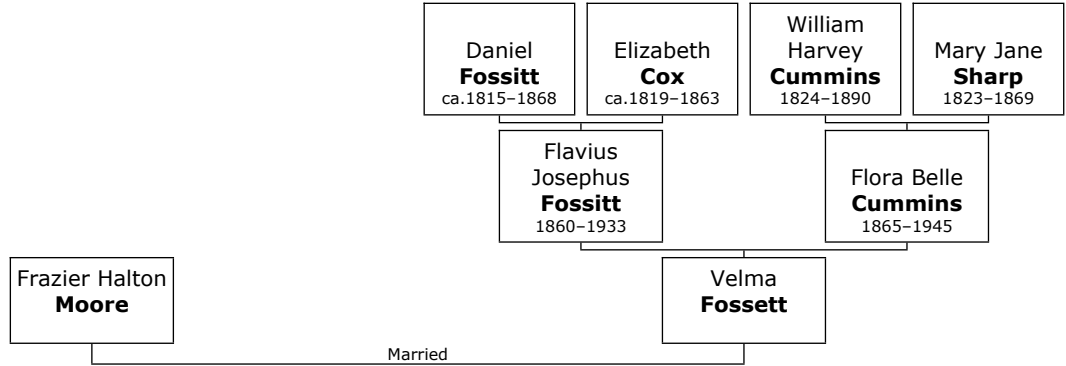 Daniel
Fossitt
ca.1815–1868
Elizabeth
Cox
ca.1819–1863
William
Harvey
Cummins
1824–1890
Mary Jane
Sharp
1823–1869
Flavius
Josephus
Fossitt
1860–1933
Flora Belle
Cummins
1865–1945
Frazier Halton
Moore
Velma
Fossett
Married